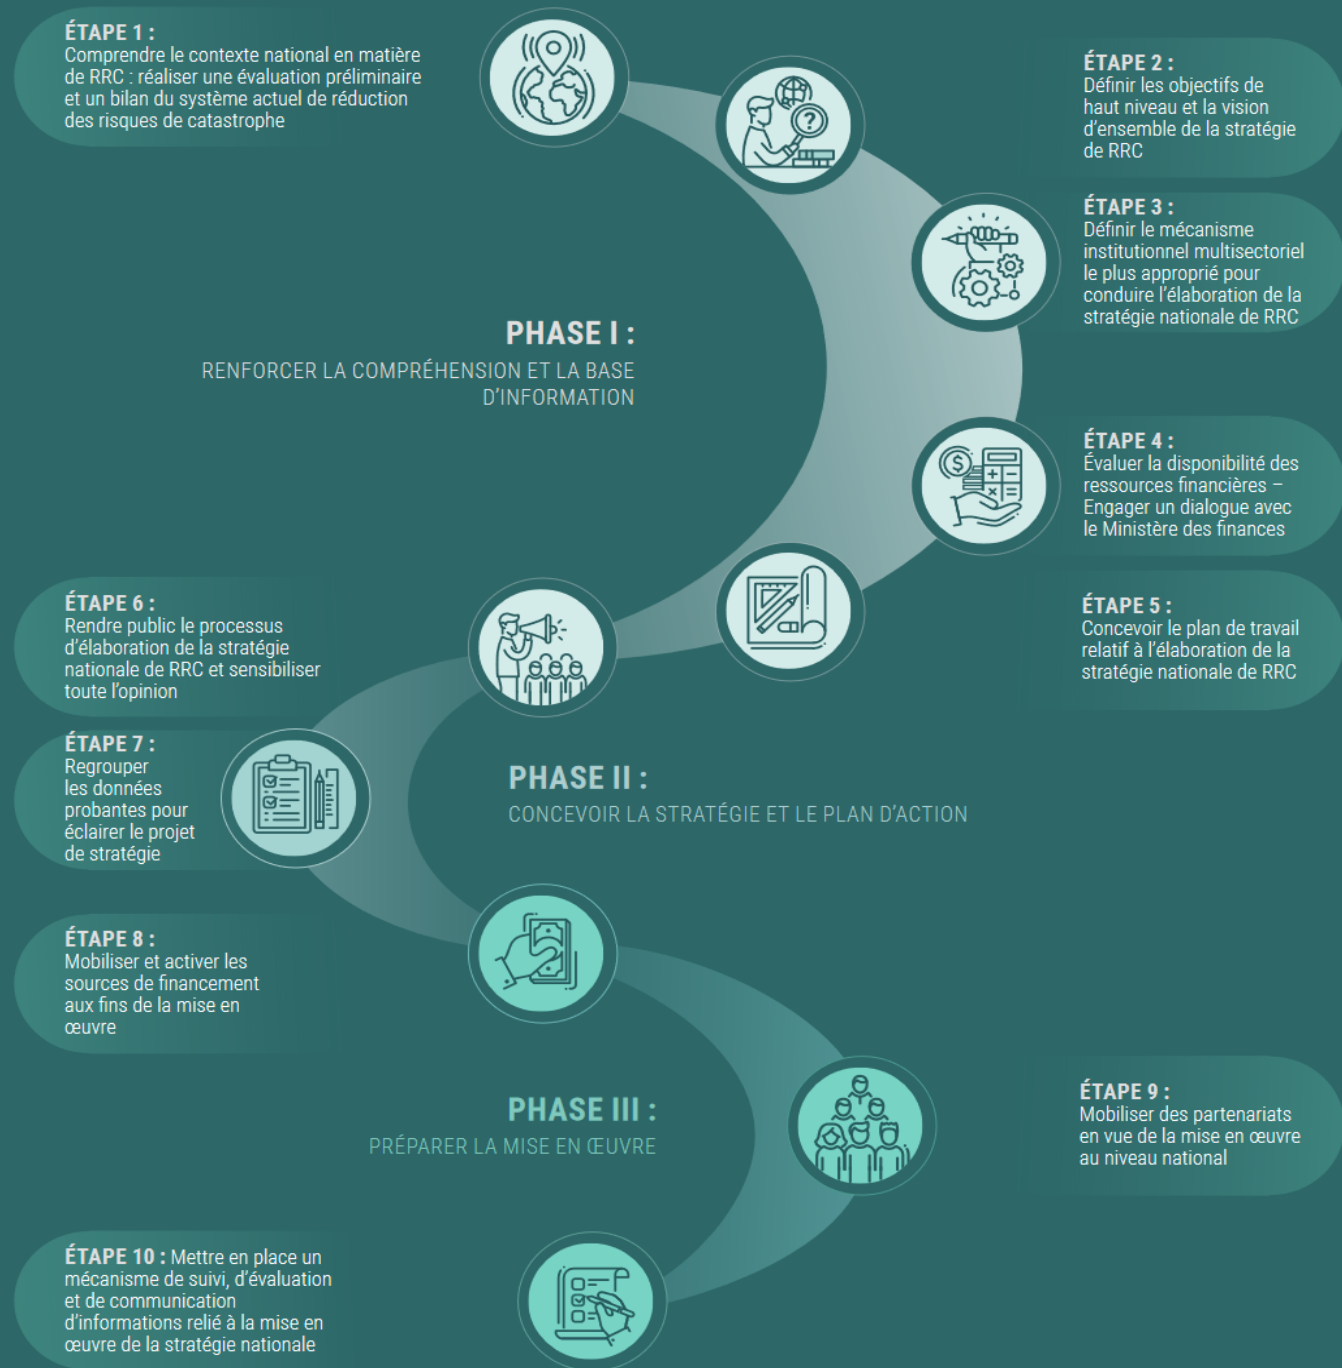 ÉTAPE 1 :
Comprendre le contexte national en matière
de RRC : réaliser une évaluation préliminaire
et un bilan du système actuel de réduction
des risques de catastrophe
ÉTAPE 2 :
Définir les objectifs de
haut niveau et la vision
d’ensemble de la stratégie
de RRC
ÉTAPE 3 :
Définir le mécanisme
institutionnel multisectoriel
le plus approprié pour
conduire l’élaboration de la
stratégie nationale de RRC
PHASE I :
RENFORCER LA COMPRÉHENSION ET LA BASE
D’INFORMATION
ÉTAPE 4 :
Évaluer la disponibilité des
ressources financières –
Engager un dialogue avec
le Ministère des finances
ÉTAPE 5 :
Concevoir le plan de travail
relatif à l’élaboration de la
stratégie nationale de RRC
ÉTAPE 6 :
Rendre public le processus
d’élaboration de la stratégie
nationale de RRC et sensibiliser
toute l’opinion
ÉTAPE 7 :
Regrouper
les données
probantes pour
éclairer le projet
de stratégie
PHASE II :
CONCEVOIR LA STRATÉGIE ET LE PLAN D’ACTION
ÉTAPE 8 :
Mobiliser et activer les
sources de financement
aux fins de la mise en
œuvre
PHASE III :
PRÉPARER LA MISE EN ŒUVRE
ÉTAPE 9 :
Mobiliser des partenariats
en vue de la mise en œuvre
au niveau national
ÉTAPE 10 : Mettre en place un
mécanisme de suivi, d’évaluation
et de communication
d’informations relié à la mise en
œuvre de la stratégie nationale